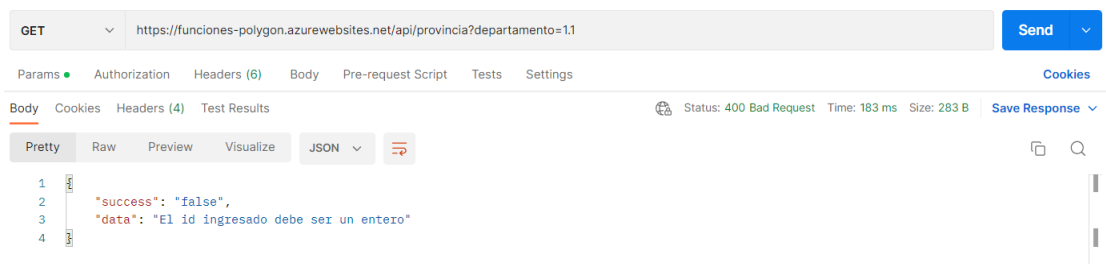 GET https://funciones-polygon.azurewebsites.net/api/provincia?departamento=1.1 Send
Params Authorization Headers (6) Body Pre-request Script Tests Settings Cookies
Body Cookies Headers (4) Test Results Status: 400 Bad Request Time: 183 ms Size: 283 B Save Response
Pretty Raw Preview Visualize JSON
1 {
2 "success": "false",
3 "data": "El id ingresado debe ser un entero"
4 }